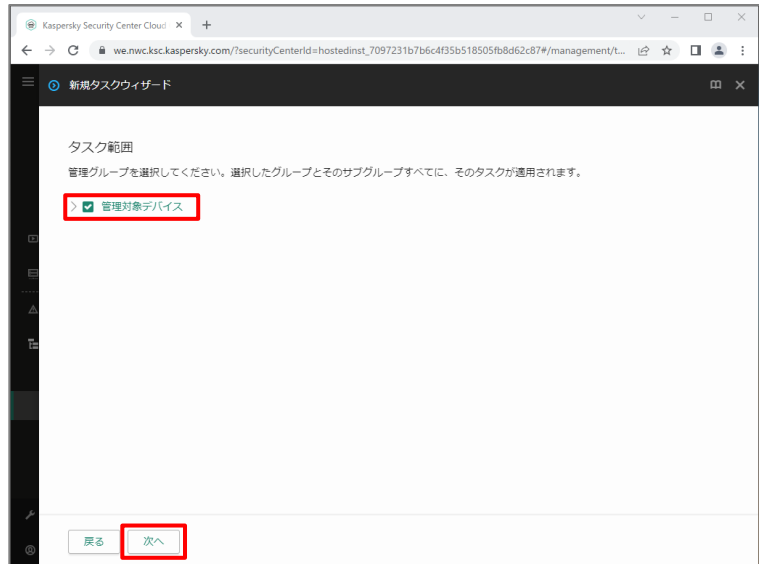 Kaspersky Security Center Cloud
we.nwc.ksc.kaspersky.com/?securityCenterId=hostedinst_7097231b7b6c4f35b518505fb8d62c87#/management/t...
新規タスクウィザード
タスク範囲
管理グループを選択してください。選択したグループとそのサブグループすべてに、そのタスクが適用されます。
管理対象デバイス
戻る 次へ